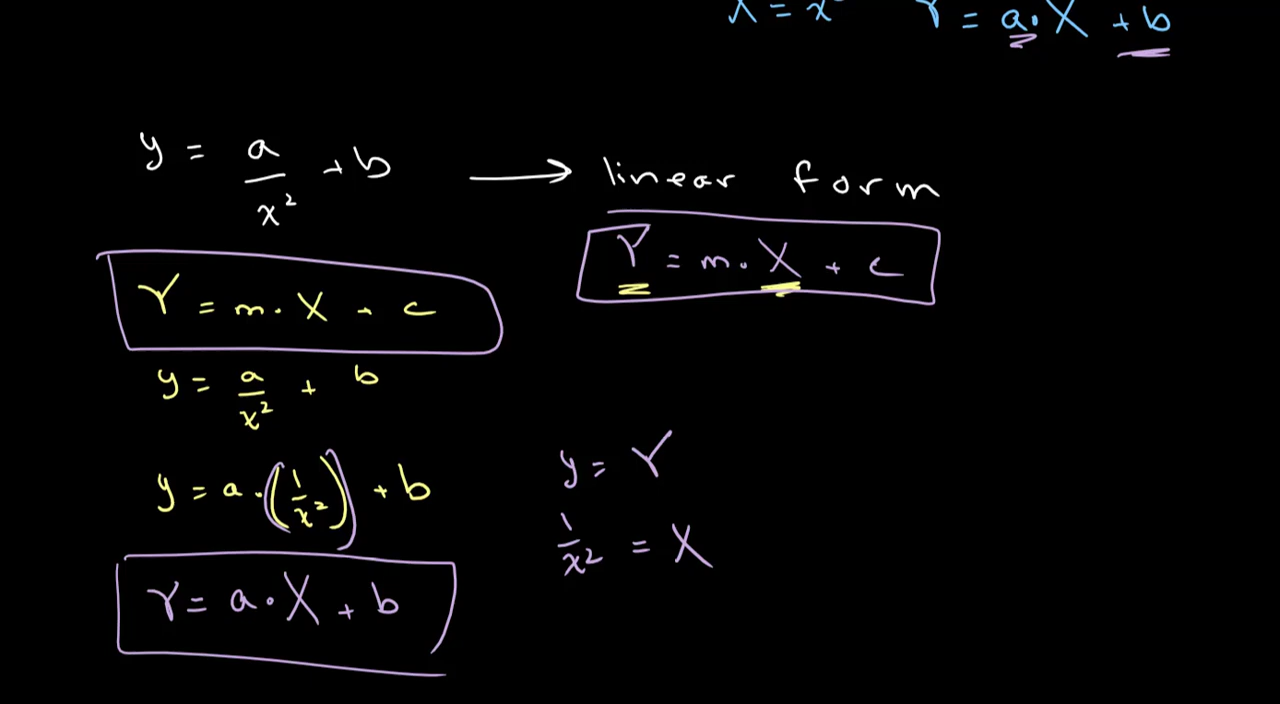 X = x Y = a · X + b
y = a/x² + b → linear form
Y = m · X + c
Y = m · X + c
y = a/x² + b
y = a · (1/x²) + b
y = Y
1/x² = X
Y = a · X + b